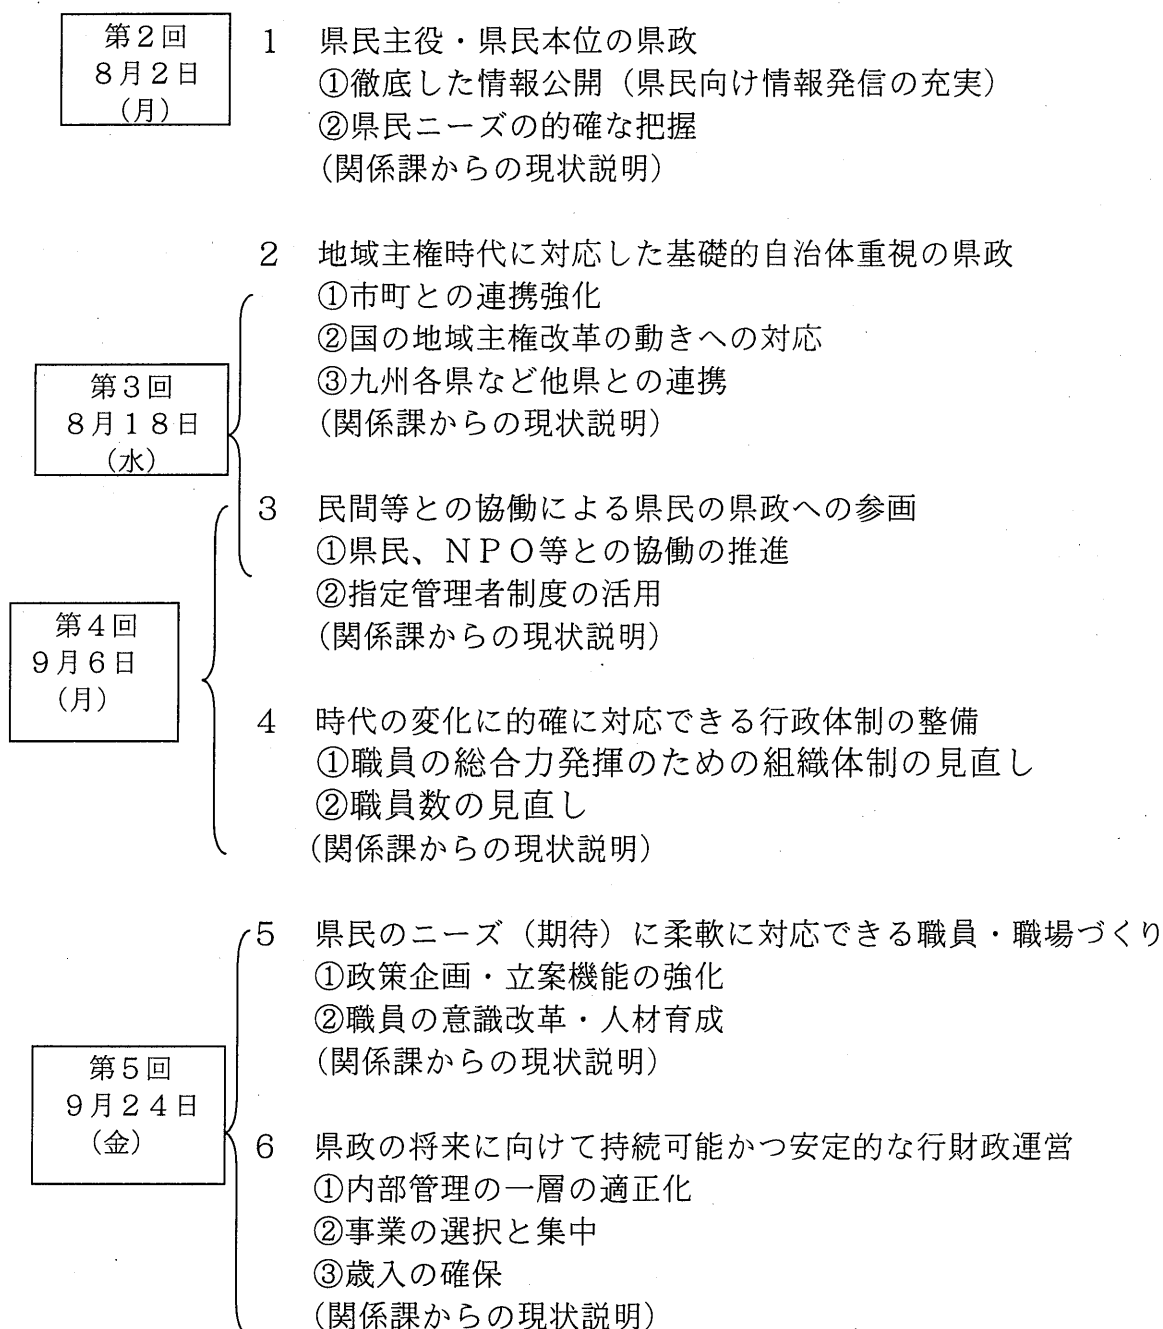 第2回
8月2日
(月)
1 県民主役・県民本位の県政
①徹底した情報公開（県民向け情報発信の充実）
②県民ニーズの的確な把握
(関係課からの現状説明)
2 地域主権時代に対応した基礎的自治体重視の県政
①市町との連携強化
②国の地域主権改革の動きへの対応
③九州各県など他県との連携
(関係課からの現状説明)
第3回
8月18日
(水)
3 民間等との協働による県民の県政への参画
①県民、NPO等との協働の推進
②指定管理者制度の活用
(関係課からの現状説明)
第4回
9月6日
(月)
4 時代の変化に的確に対応できる行政体制の整備
①職員の総合力発揮のための組織体制の見直し
②職員数の見直し
(関係課からの現状説明)
5 県民のニーズ（期待）に柔軟に対応できる職員・職場づくり
①政策企画・立案機能の強化
②職員の意識改革・人材育成
(関係課からの現状説明)
第5回
9月24日
(金)
6 県政の将来に向けて持続可能かつ安定的な行財政運営
①内部管理の一層の適正化
②事業の選択と集中
③歳入の確保
(関係課からの現状説明)